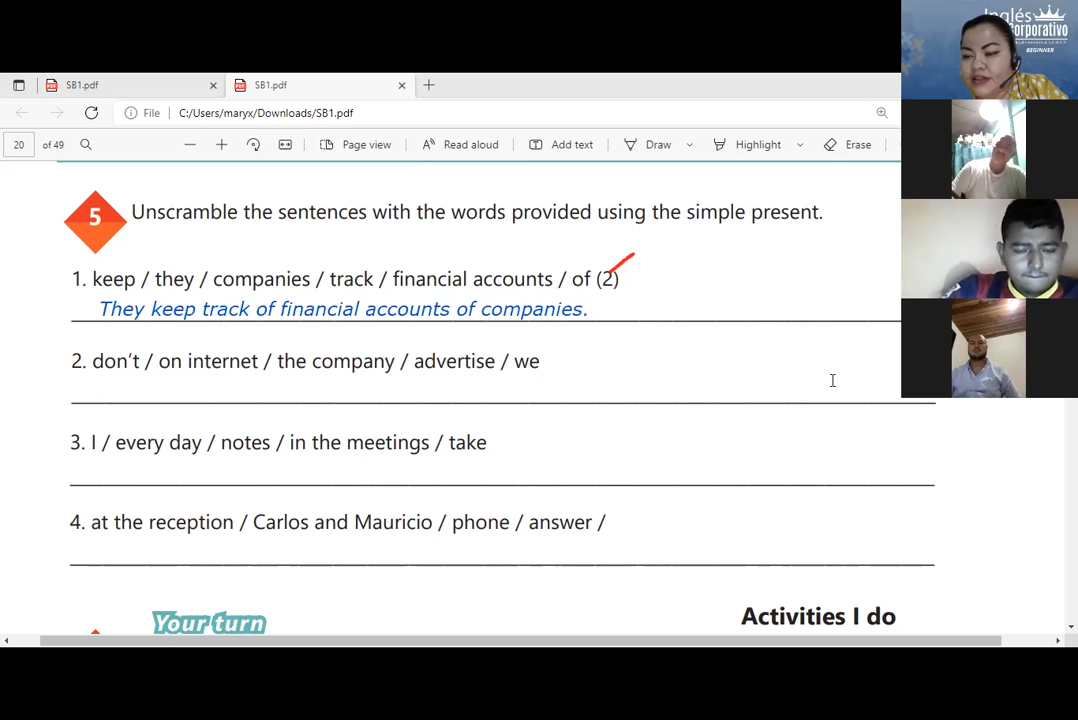 Inglés
Corporativo
BEGINNER
SB1.pdf
SB1.pdf
File
C:/Users/maryx/Downloads/SB1.pdf
20
of 49
Page view
Read aloud
Add text
Draw
Highlight
Erase
5
Unscramble the sentences with the words provided using the simple present.
1. keep / they / companies / track / financial accounts / of (2)
They keep track of financial accounts of companies.
2. don't / on internet / the company / advertise / we
3. I / every day / notes / in the meetings / take
4. at the reception / Carlos and Mauricio / phone / answer /
Your turn
Activities I do